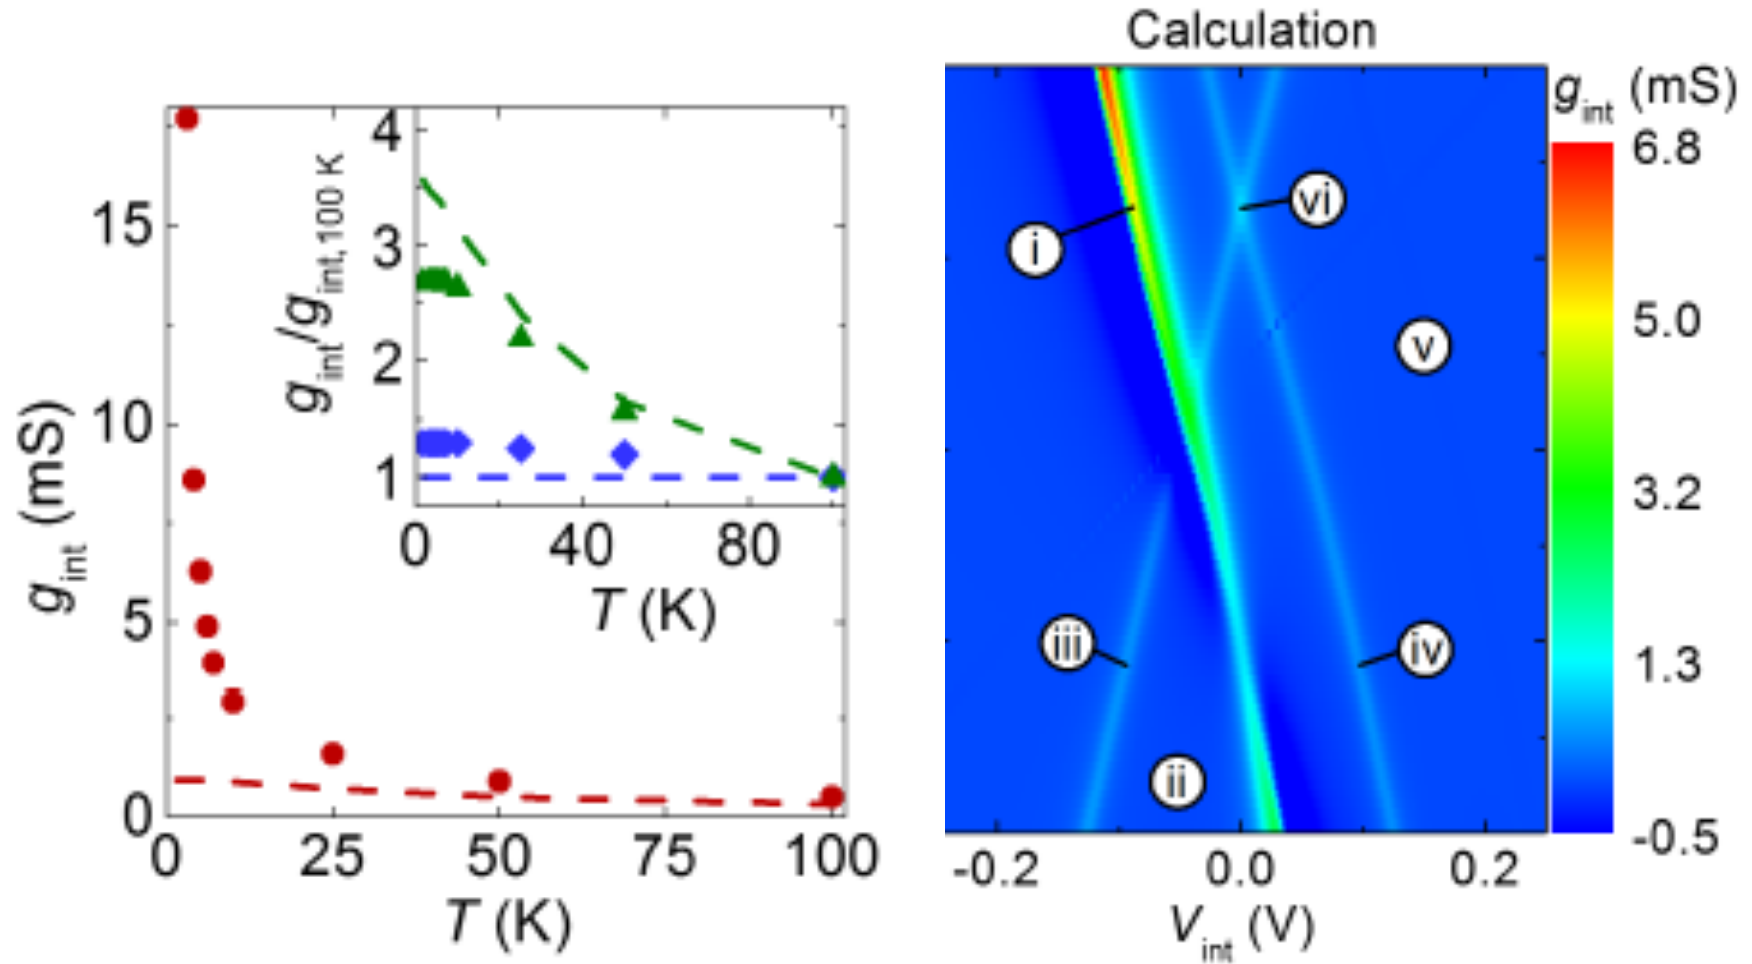 Calculation
g_int (mS)
15
10
5
0
0 25 50 75 100
T (K)
g_int/g_int, 100 K
4
3
2
1
0 40 80
T (K)
i
ii
iii
iv
v
vi
-0.2 0.0 0.2
V_int (V)
g_int (mS)
6.8
5.0
3.2
1.3
-0.5